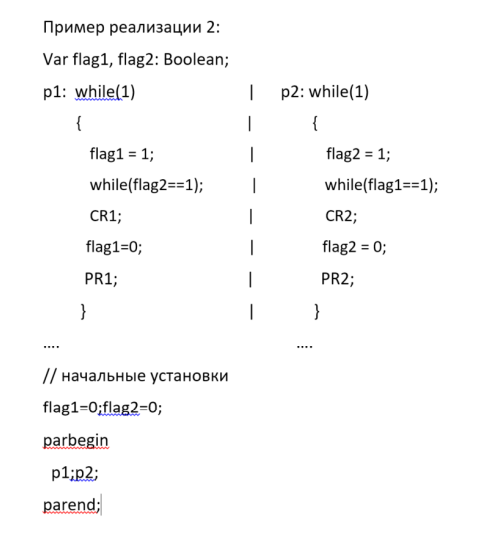 Пример реализации 2:
Var flag1, flag2: Boolean;
p1: while(1) | p2: while(1)
{ | {
flag1 = 1; | flag2 = 1;
while(flag2==1); | while(flag1==1);
CR1; | CR2;
flag1=0; | flag2 = 0;
PR1; | PR2;
} | }
.... ....
// начальные установки
flag1=0;flag2=0;
parbegin
p1;p2;
parend;